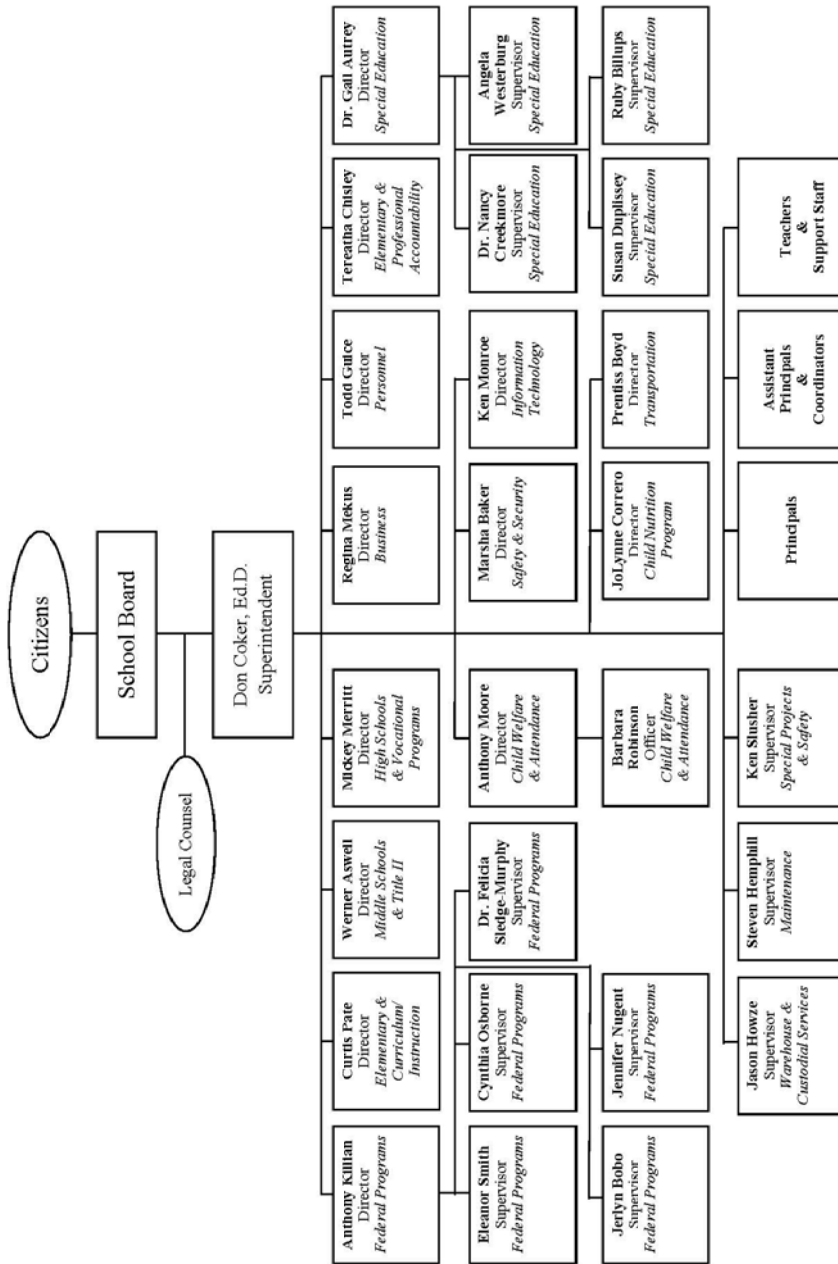 Citizens
School Board
Legal Counsel
Don Coker, Ed.D.
Superintendent
Anthony Killian
Director
Federal Programs
Curtis Pate
Director
Elementary &
Curriculum/
Instruction
Werner Aswell
Director
Middle Schools
& Title II
Mickey Merritt
Director
High Schools
& Vocational
Programs
Regina Mekus
Director
Business
Todd Guice
Director
Personnel
Tereatha Chisley
Director
Elementary &
Professional
Accountability
Dr. Gail Autrey
Director
Special Education
Eleanor Smith
Supervisor
Federal Programs
Cynthia Osborne
Supervisor
Federal Programs
Dr. Felicia
Sledge-Murphy
Supervisor
Federal Programs
Anthony Moore
Director
Child Welfare
& Attendance
Marsha Baker
Director
Safety & Security
Ken Monroe
Director
Information
Technology
Dr. Nancy
Creekmore
Supervisor
Special Education
Angela
Westerburg
Supervisor
Special Education
Jerlyn Bobo
Supervisor
Federal Programs
Jennifer Nugent
Supervisor
Federal Programs
Barbara
Robinson
Officer
Child Welfare
& Attendance
JoLynne Correro
Director
Child Nutrition
Program
Prentiss Boyd
Director
Transportation
Susan Duplissey
Supervisor
Special Education
Ruby Billups
Supervisor
Special Education
Jason Howze
Supervisor
Warehouse &
Custodial Services
Steven Hemphill
Supervisor
Maintenance
Ken Slusher
Supervisor
Special Projects
& Safety
Principals
Assistant
Principals
&
Coordinators
Teachers
&
Support Staff